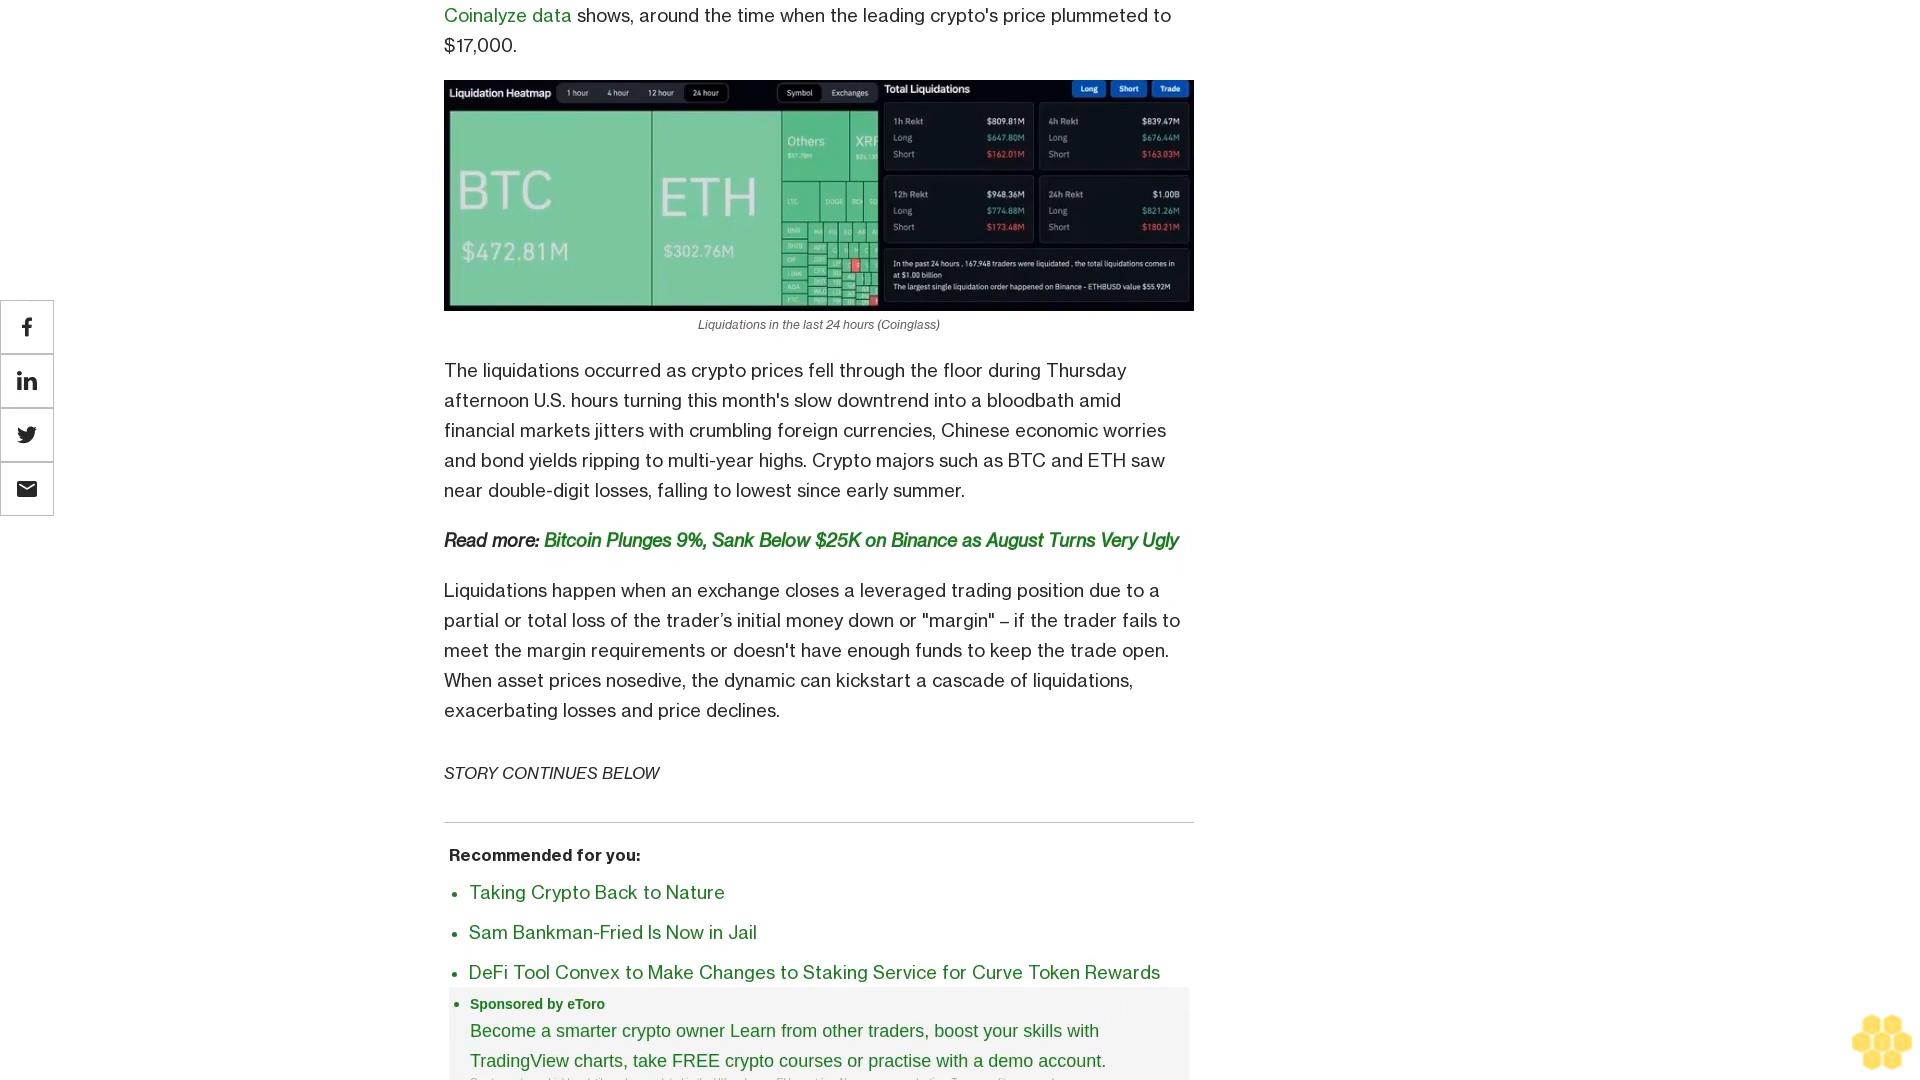 Coinalyze data shows, around the time when the leading crypto's price plummeted to
$17,000.
Liquidation Heatmap 1 hour 4 hour 12 hour 24 hour Symbol Exchanges
BTC
$472.81M
ETH
$302.76M
Others
XRP
LTC
DOGE
Total Liquidations Long Short Trade
1h Rekt $809.81M
Long $647.80M
Short $162.01M
4h Rekt $839.47M
Long $676.44M
Short $163.03M
12h Rekt $948.36M
Long $774.88M
Short $173.48M
24h Rekt $1.00B
Long $821.26M
Short $180.21M
In the past 24 hours , 167,948 traders were liquidated , the total liquidations comes in
at $1.00 billion
The largest single liquidation order happened on Binance - ETHBUSD value $55.92M
Liquidations in the last 24 hours (Coinglass)
The liquidations occurred as crypto prices fell through the floor during Thursday
afternoon U.S. hours turning this month's slow downtrend into a bloodbath amid
financial markets jitters with crumbling foreign currencies, Chinese economic worries
and bond yields ripping to multi-year highs. Crypto majors such as BTC and ETH saw
near double-digit losses, falling to lowest since early summer.
Read more: Bitcoin Plunges 9%, Sank Below $25K on Binance as August Turns Very Ugly
Liquidations happen when an exchange closes a leveraged trading position due to a
partial or total loss of the trader’s initial money down or "margin" – if the trader fails to
meet the margin requirements or doesn't have enough funds to keep the trade open.
When asset prices nosedive, the dynamic can kickstart a cascade of liquidations,
exacerbating losses and price declines.
STORY CONTINUES BELOW
Recommended for you:
• Taking Crypto Back to Nature
• Sam Bankman-Fried Is Now in Jail
• DeFi Tool Convex to Make Changes to Staking Service for Curve Token Rewards
• Sponsored by eToro
Become a smarter crypto owner Learn from other traders, boost your skills with
TradingView charts, take FREE crypto courses or practise with a demo account.